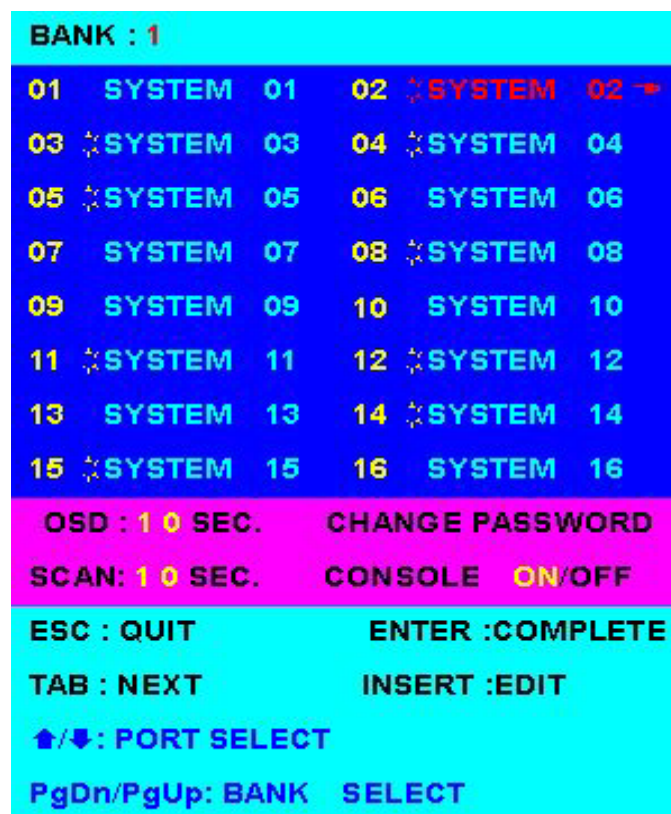 BANK : 1
01 SYSTEM 01 02 SYSTEM 02
03 SYSTEM 03 04 SYSTEM 04
05 SYSTEM 05 06 SYSTEM 06
07 SYSTEM 07 08 SYSTEM 08
09 SYSTEM 09 10 SYSTEM 10
11 SYSTEM 11 12 SYSTEM 12
13 SYSTEM 13 14 SYSTEM 14
15 SYSTEM 15 16 SYSTEM 16
OSD : 1 0 SEC. CHANGE PASSWORD
SCAN: 1 0 SEC. CONSOLE ON/OFF
ESC : QUIT ENTER :COMPLETE
TAB : NEXT INSERT :EDIT
⬆/⬇: PORT SELECT
PgDn/PgUp: BANK SELECT